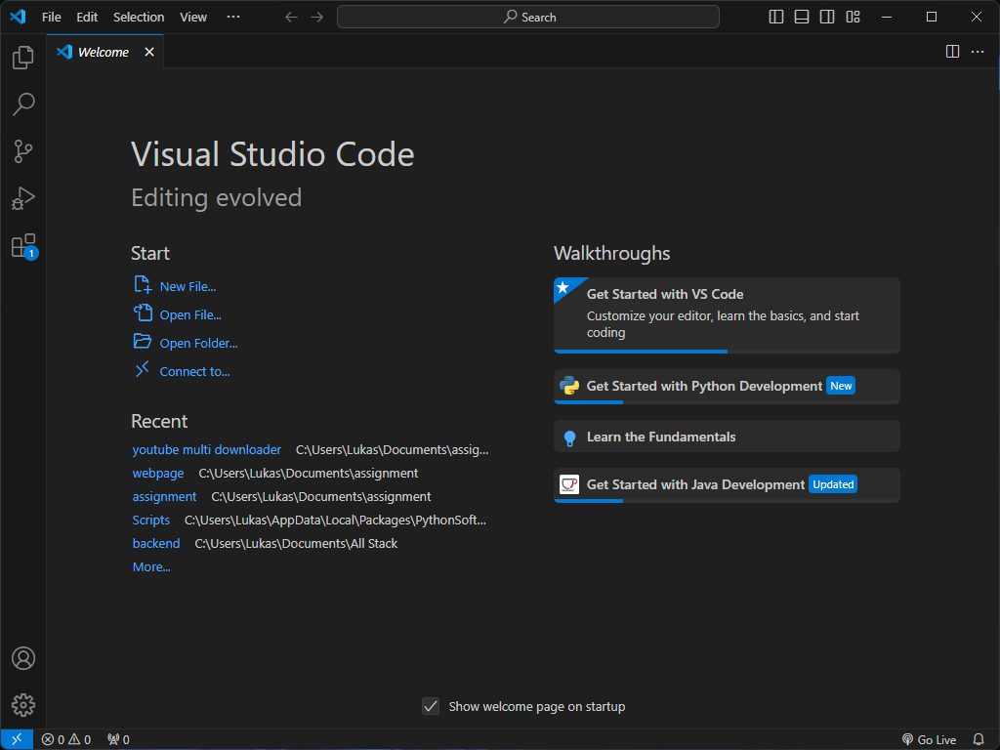 File Edit Selection View ··· Search
Welcome
Visual Studio Code
Editing evolved
Start
New File...
Open File...
Open Folder...
Connect to...
Recent
youtube multi downloader C:\Users\Lukas\Documents\assig...
webpage C:\Users\Lukas\Documents\assignment
assignment C:\Users\Lukas\Documents\assignment
Scripts C:\Users\Lukas\AppData\Local\Packages\PythonSoft...
backend C:\Users\Lukas\Documents\All Stack
More...
Walkthroughs
Get Started with VS Code
Customize your editor, learn the basics, and start
coding
Get Started with Python Development New
Learn the Fundamentals
Get Started with Java Development Updated
1
Show welcome page on startup
0 0 0 Go Live